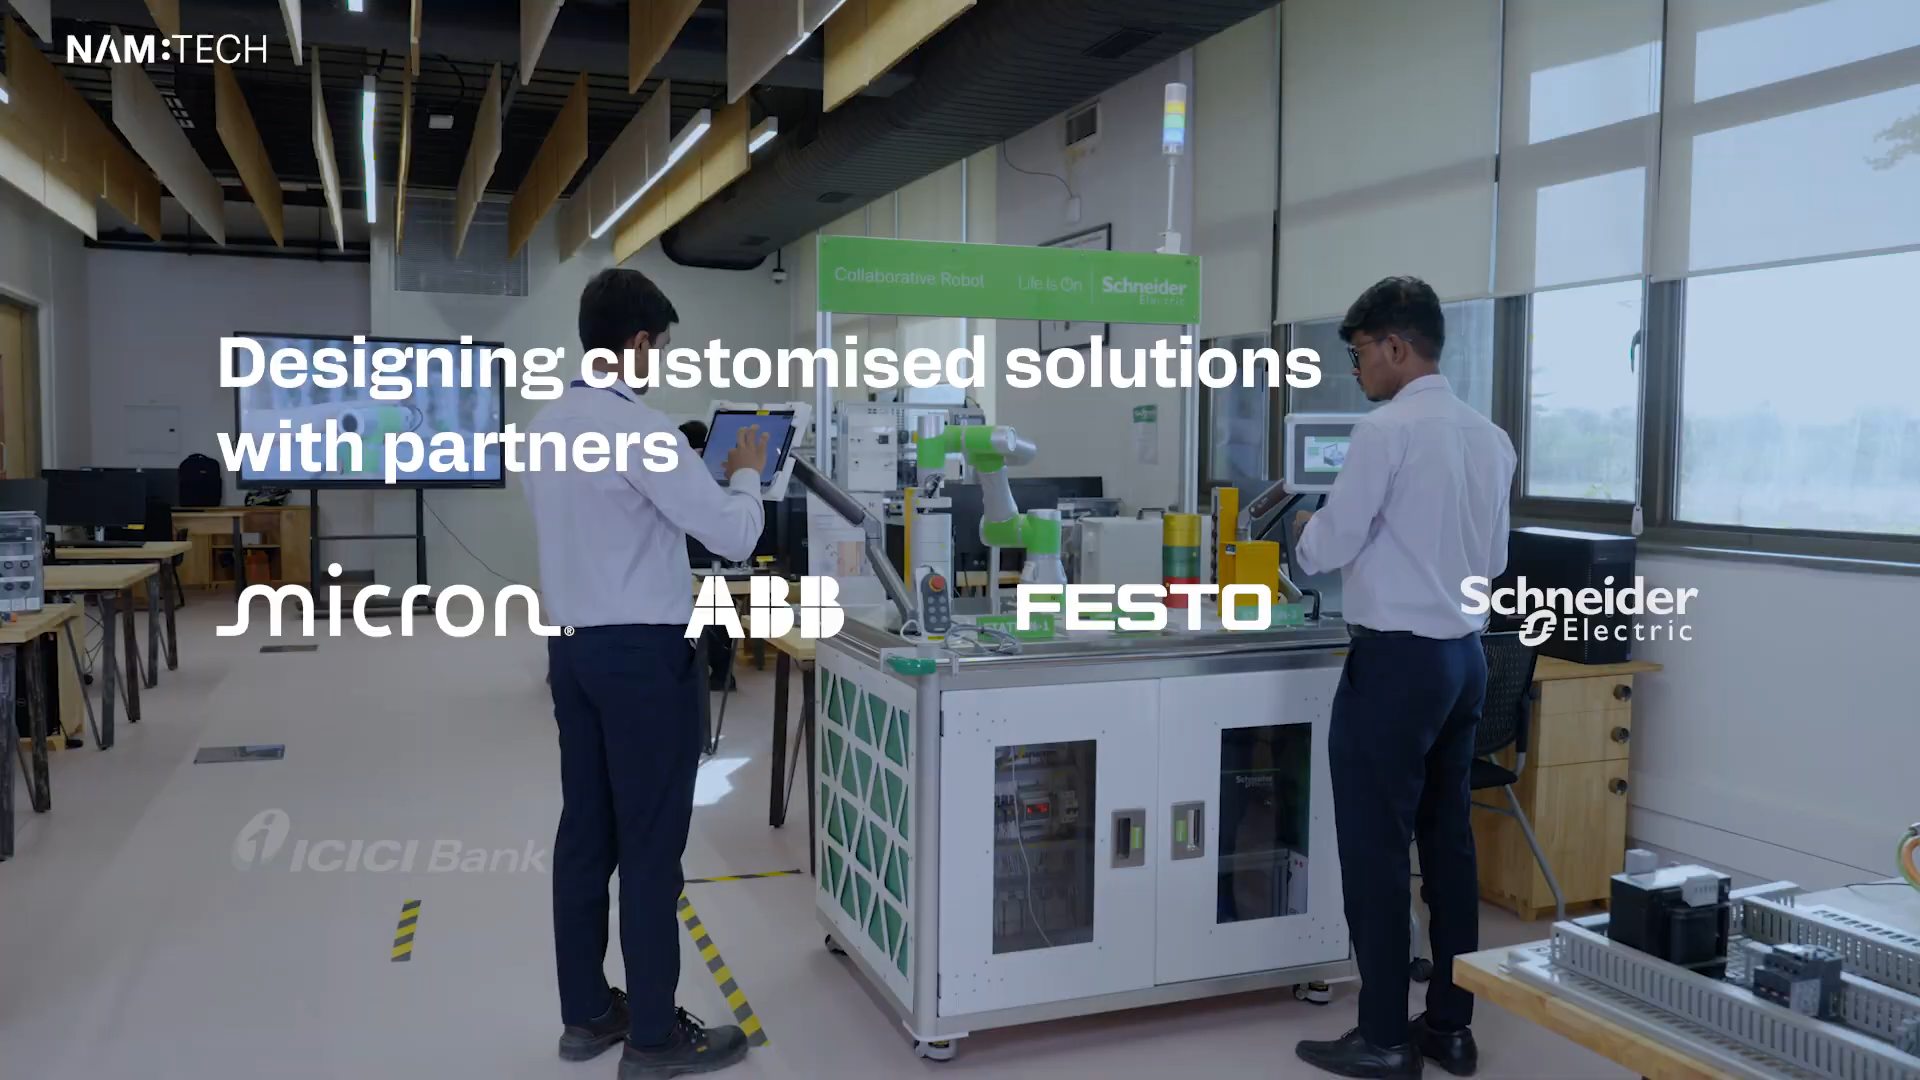 NAM:TECH
Collaborative Robot
Life Is On
Schneider
Electric
Designing customised solutions
with partners
micron®
ABB
FESTO
Schneider
Electric
ICICI Bank